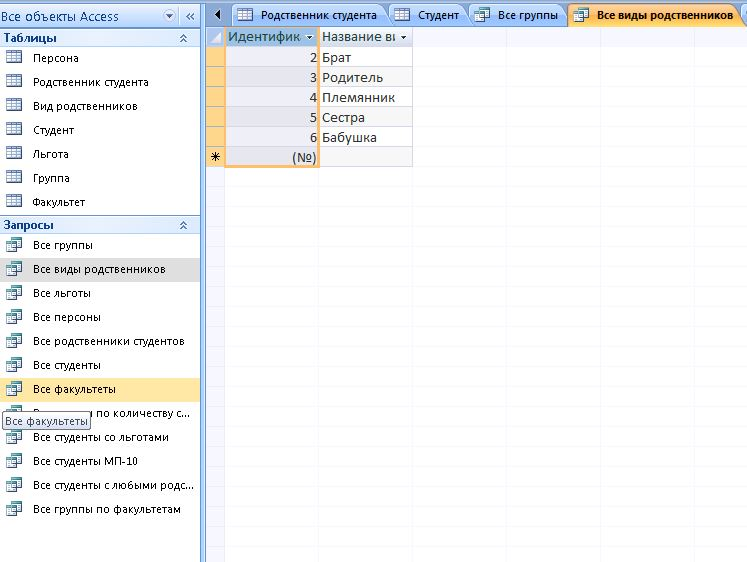 Все объекты Access
Таблицы
Персона
Родственник студента
Вид родственников
Студент
Льгота
Группа
Факультет
Запросы
Все группы
Все виды родственников
Все льготы
Все персоны
Все родственники студентов
Все студенты
Все факультеты
по количеству с...
Все факультеты
Все студенты со льготами
Все студенты МП-10
Все студенты с любыми родс...
Все группы по факультетам
Родственник студента Студент Все группы Все виды родственников
Идентифик Название ви
2 Брат
3 Родитель
4 Племянник
5 Сестра
6 Бабушка
(№)